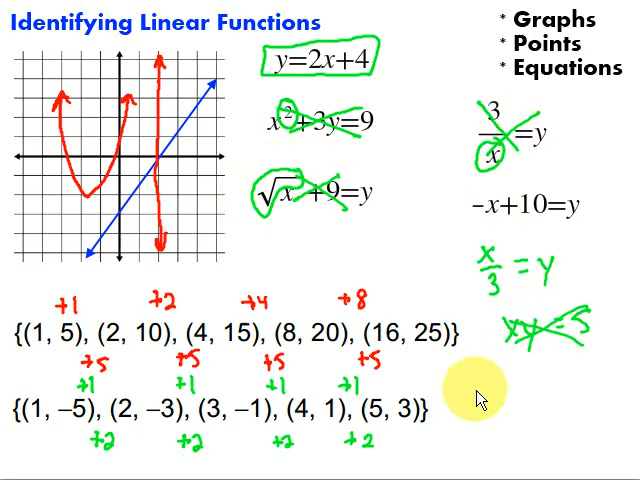 Identifying Linear Functions
* Graphs
* Points
* Equations
y=2x+4
x²+3y=9
√x +9=y
3/x=y
-x+10=y
x/3=y
xy=5
+1 +2 +4 +8
{(1, 5), (2, 10), (4, 15), (8, 20), (16, 25)}
+5 +5 +5 +5
+1 +1 +1 +1
{(1, –5), (2, –3), (3, –1), (4, 1), (5, 3)}
+2 +2 +2 +2